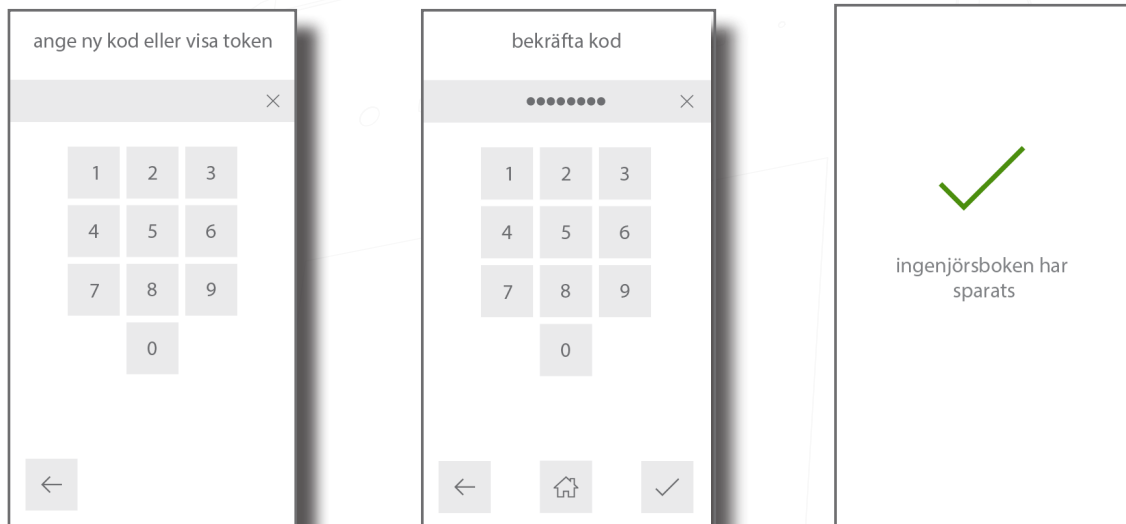 ange ny kod eller visa token
1 2 3
4 5 6
7 8 9
0
bekräfta kod
1 2 3
4 5 6
7 8 9
0
ingenjörsboken har
sparats